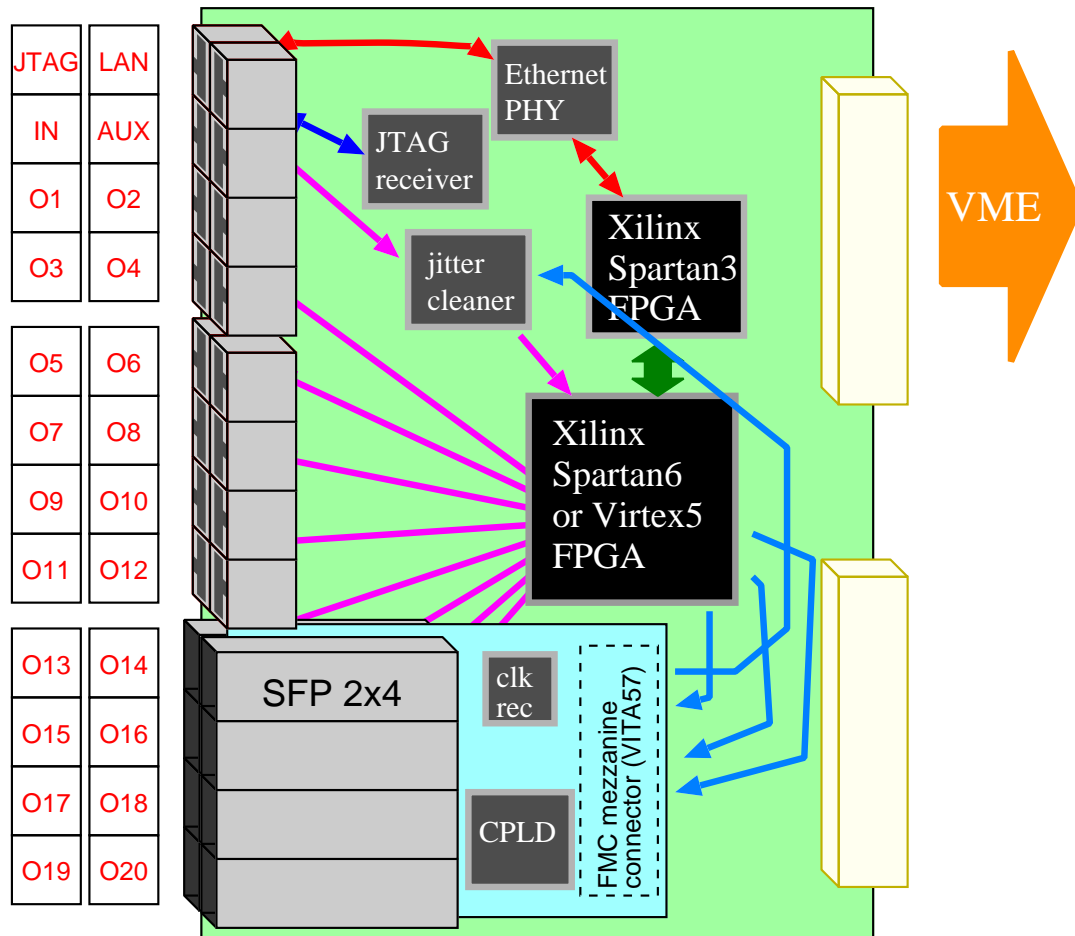 JTAG LAN
IN AUX
O1 O2
O3 O4
O5 O6
O7 O8
O9 O10
O11 O12
O13 O14
O15 O16
O17 O18
O19 O20
Ethernet
PHY
JTAG
receiver
jitter
cleaner
Xilinx
Spartan3
FPGA
VME
Xilinx
Spartan6
or Virtex5
FPGA
SFP 2x4
clk
rec
CPLD
FMC mezzanine
connector (VITA57)